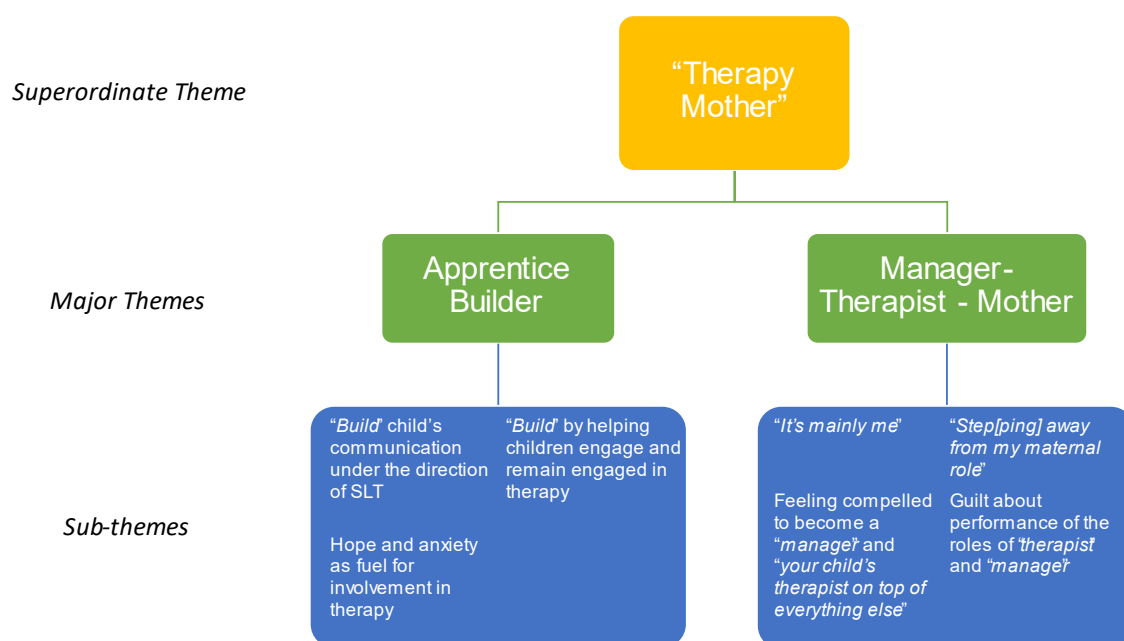 Superordinate Theme
“Therapy
Mother”
Major Themes
Apprentice
Builder
Manager-
Therapist - Mother
Sub-themes
“Build” child’s
communication
under the direction
of SLT
“Build” by helping
children engage and
remain engaged in
therapy
Hope and anxiety
as fuel for
involvement in
therapy
“It’s mainly me”
“Step[ping] away
from my maternal
role”
Feeling compelled
to become a
“manager” and
“your child’s
therapist on top of
everything else”
Guilt about
performance of the
roles of “therapist”
and “manager”